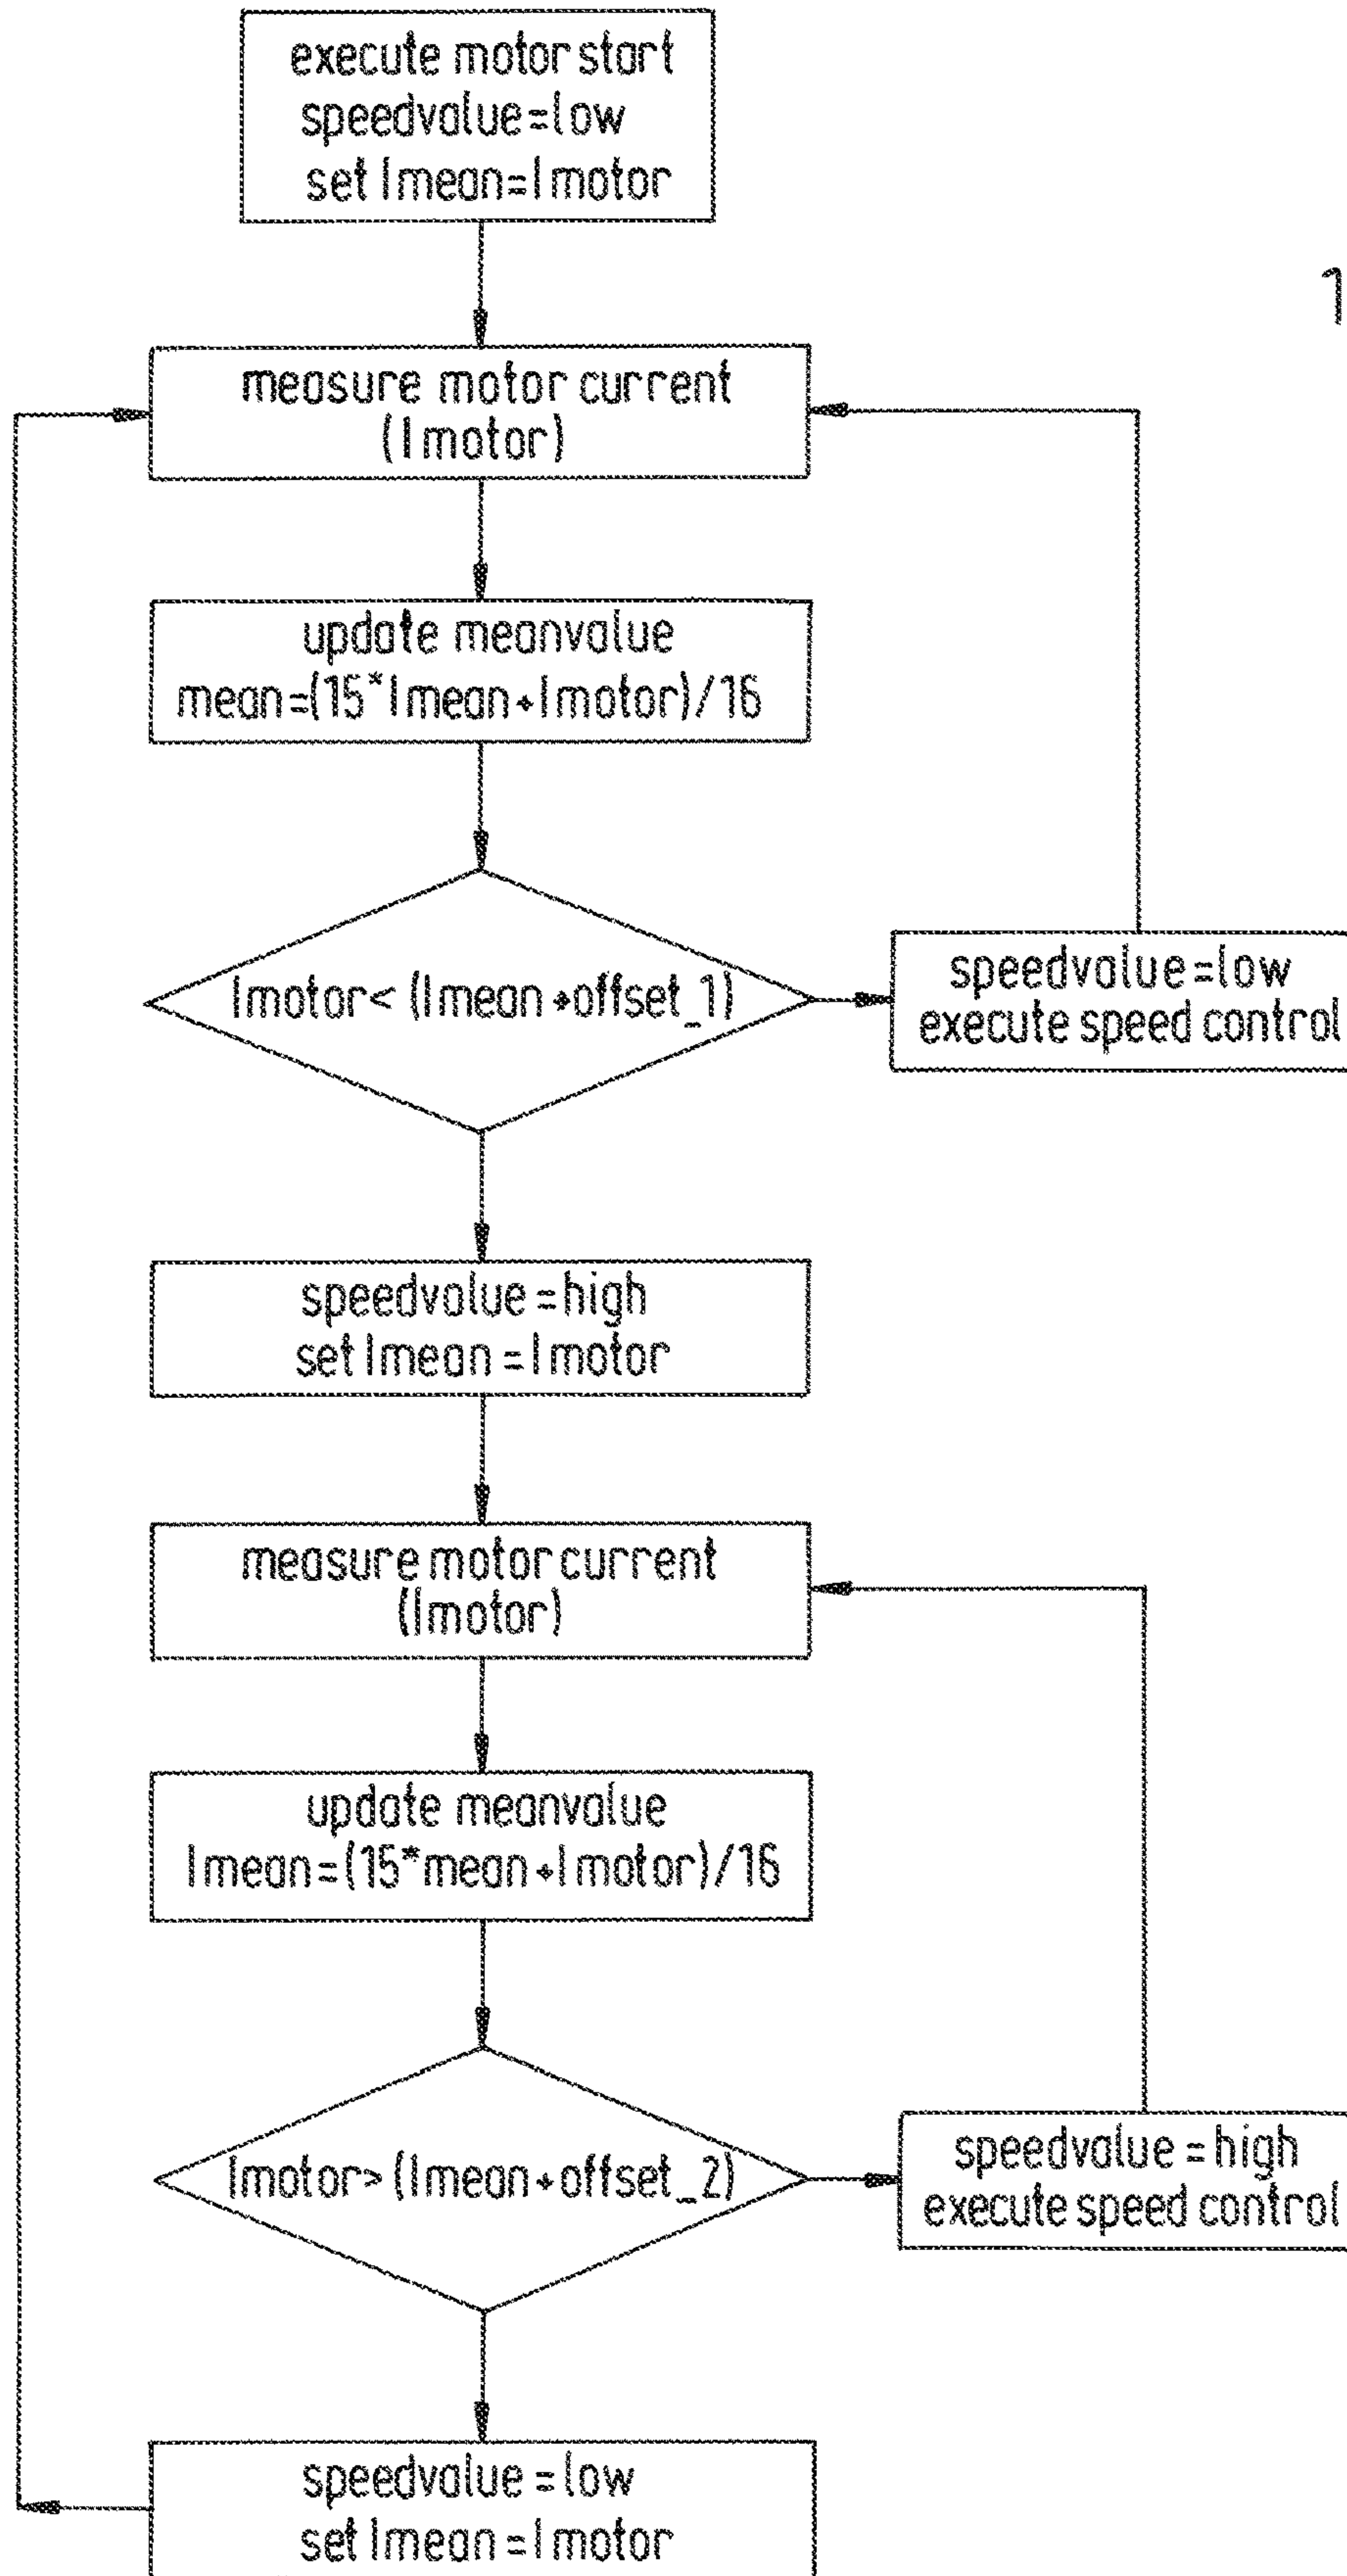 execute motor start
speedvalue=low
set Imean=Imotor
1
measure motor current
(Imotor)
update meanvalue
mean=(15*Imean+Imotor)/16
Imotor< (Imean+offset_1)
speedvalue=low
execute speed control
speedvalue=high
set Imean=Imotor
measure motor current
(Imotor)
update meanvalue
Imean=(15*mean+Imotor)/16
Imotor> (Imean+offset_2)
speedvalue=high
execute speed control
speedvalue=low
set Imean=Imotor